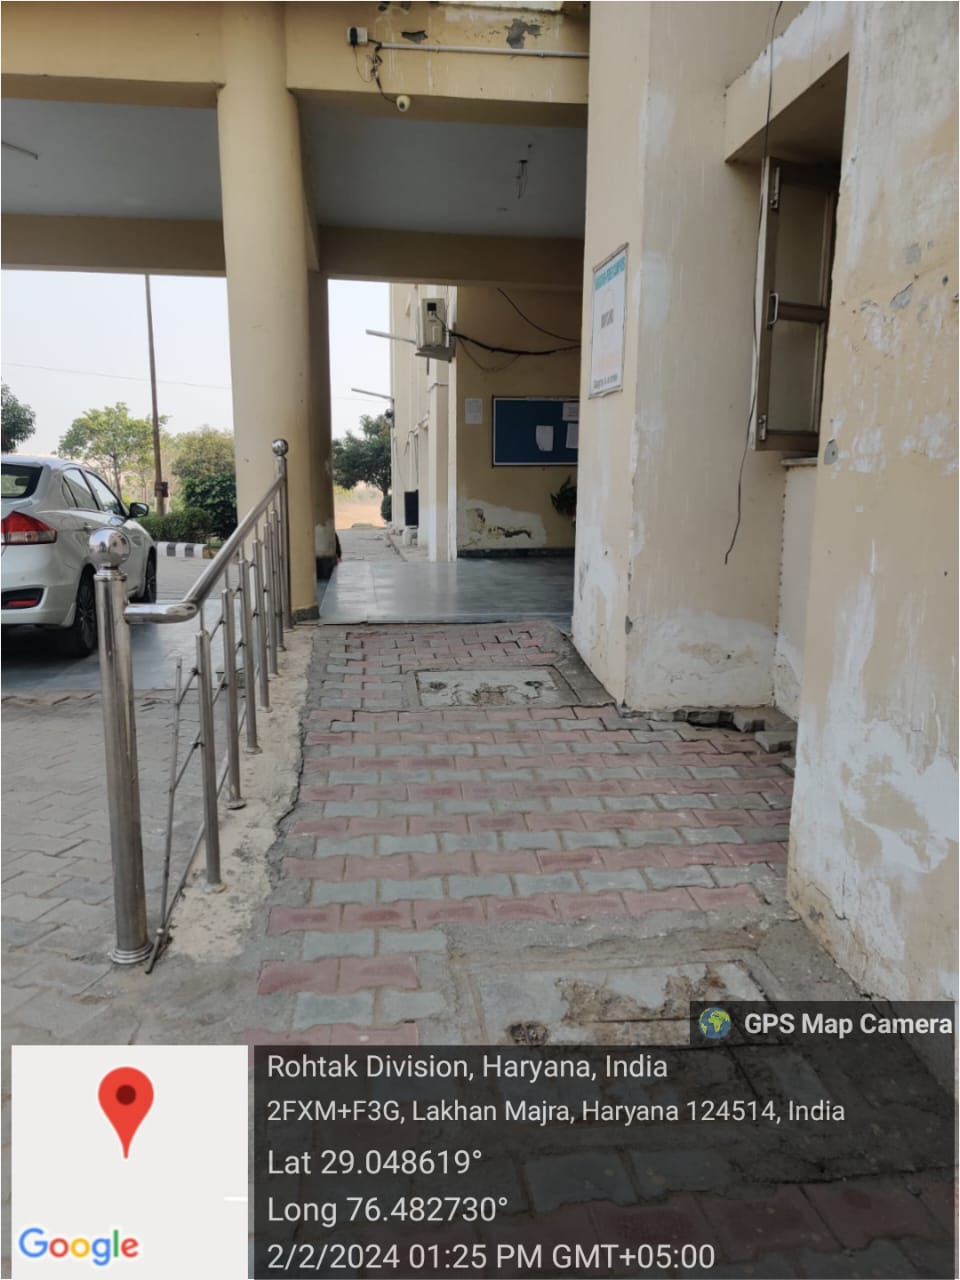 GPS Map Camera
Rohtak Division, Haryana, India
2FXM+F3G, Lakhan Majra, Haryana 124514, India
Lat 29.048619°
Long 76.482730°
2/2/2024 01:25 PM GMT+05:00
Google